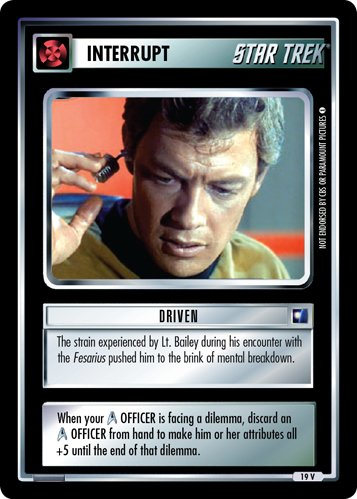 INTERRUPT STAR TREK
NOT ENDORSED BY CBS OR PARAMOUNT PICTURES
DRIVEN
The strain experienced by Lt. Bailey during his encounter
with the Fesarius pushed him to the brink of mental breakdown.
When your OFFICER is facing a dilemma, discard an
OFFICER from hand to make him or her attributes all
+5 until the end of that dilemma.
19 V